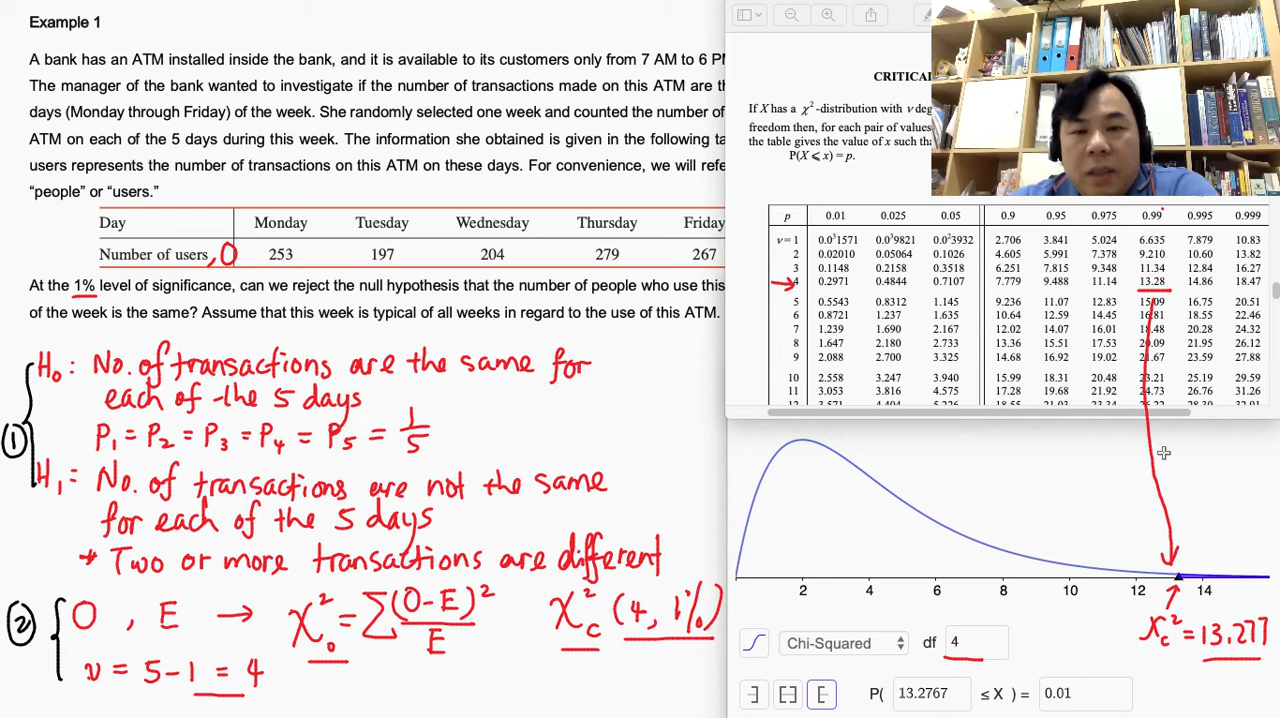 Example 1
A bank has an ATM installed inside the bank, and it is available to its customers only from 7 AM to 6 P
The manager of the bank wanted to investigate if the number of transactions made on this ATM are th
days (Monday through Friday) of the week. She randomly selected one week and counted the number of
ATM on each of the 5 days during this week. The information she obtained is given in the following ta
users represents the number of transactions on this ATM on these days. For convenience, we will refe
"people" or "users."
Day Monday Tuesday Wednesday Thursday Friday
Number of users, O 253 197 204 279 267
At the 1% level of significance, can we reject the null hypothesis that the number of people who use this
of the week is the same? Assume that this week is typical of all weeks in regard to the use of this ATM.
① H₀ : No. of transactions are the same for
each of the 5 days
P₁ = P₂ = P₃ = P₄ = P₅ = 1/5
H₁ : No. of transactions are not the same
for each of the 5 days
* Two or more transactions are different
② O , E → χ₀² = Σ (O-E)²/E χc² (4, 1%)
ν = 5-1 = 4
CRITICAL
If X has a χ²-distribution with ν deg
freedom then, for each pair of values
the table gives the value of x such tha
P(X ⩽ x) = p.
p 0.01 0.025 0.05 0.9 0.95 0.975 0.99 0.995 0.999
ν = 1 0.0³1571 0.0³9821 0.0²3932 2.706 3.841 5.024 6.635 7.879 10.83
2 0.02010 0.05064 0.1026 4.605 5.991 7.378 9.210 10.60 13.82
3 0.1148 0.2158 0.3518 6.251 7.815 9.348 11.34 12.84 16.27
4 0.2971 0.4844 0.7107 7.779 9.488 11.14 13.28 14.86 18.47
5 0.5543 0.8312 1.145 9.236 11.07 12.83 15.09 16.75 20.51
6 0.8721 1.237 1.635 10.64 12.59 14.45 16.81 18.55 22.46
7 1.239 1.690 2.167 12.02 14.07 16.01 18.48 20.28 24.32
8 1.647 2.180 2.733 13.36 15.51 17.53 20.09 21.95 26.12
9 2.088 2.700 3.325 14.68 16.92 19.02 21.67 23.59 27.88
10 2.558 3.247 3.940 15.99 18.31 20.48 23.21 25.19 29.59
11 3.053 3.816 4.575 17.28 19.68 21.92 24.73 26.76 31.26
2 4 6 8 10 12 14
χc² = 13.277
Chi-Squared df 4
P( 13.2767 ≤ X ) = 0.01